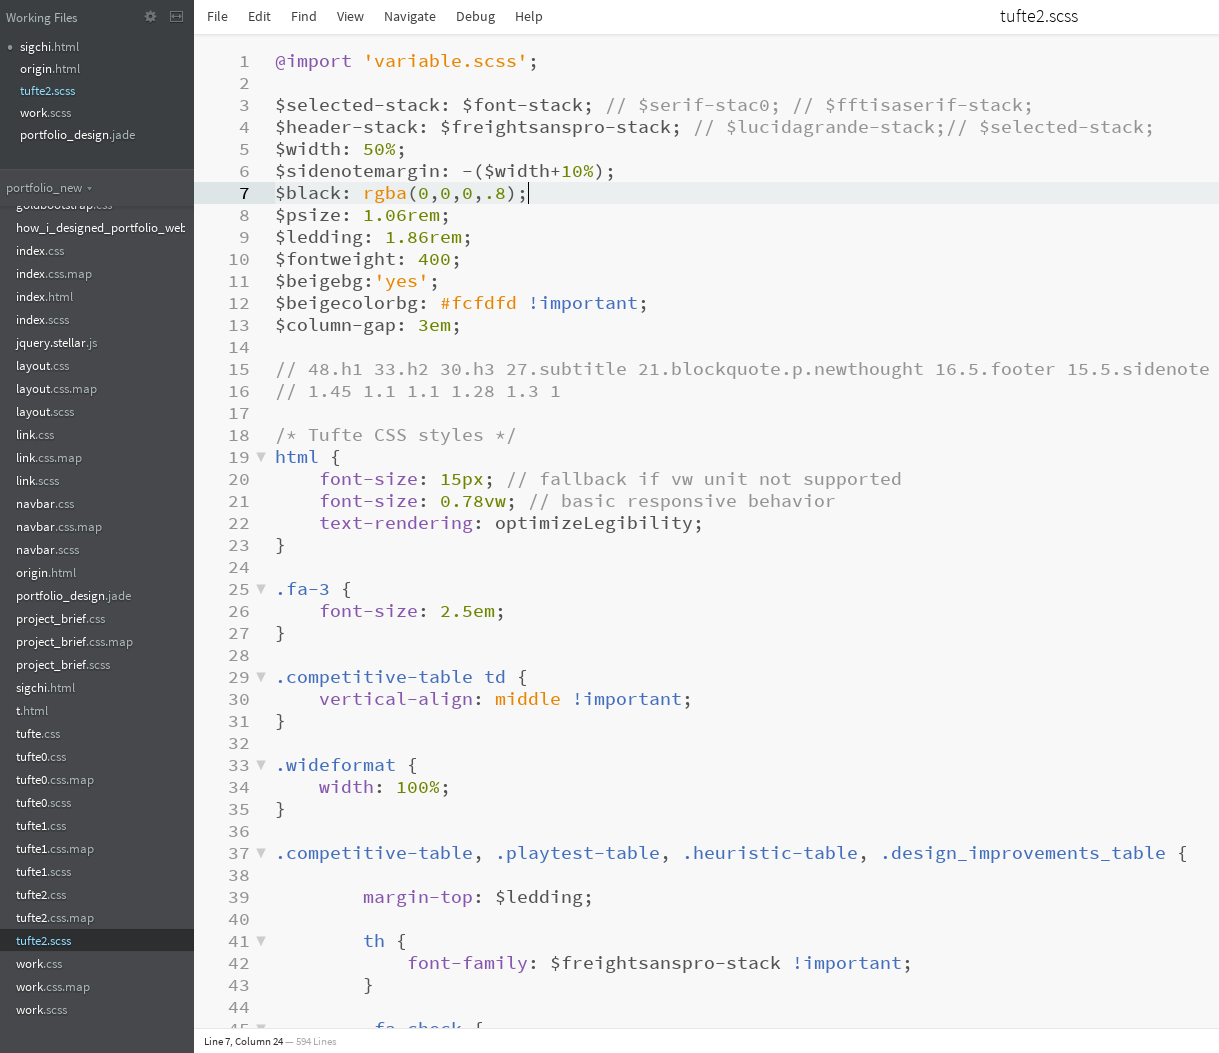 Working Files
sigchi.html
origin.html
tufte2.scss
work.scss
portfolio_design.jade
portfolio_new
goldbootstrap.css
how_i_designed_portfolio_web
index.css
index.css.map
index.html
index.scss
jquery.stellar.js
layout.css
layout.css.map
layout.scss
link.css
link.css.map
link.scss
navbar.css
navbar.css.map
navbar.scss
origin.html
portfolio_design.jade
project_brief.css
project_brief.css.map
project_brief.scss
sigchi.html
t.html
tufte.css
tufte0.css
tufte0.css.map
tufte0.scss
tufte1.css
tufte1.css.map
tufte1.scss
tufte2.css
tufte2.css.map
tufte2.scss
work.css
work.css.map
work.scss
File Edit Find View Navigate Debug Help
tufte2.scss
1 @import 'variable.scss';
2
3 $selected-stack: $font-stack; // $serif-stac0; // $fftisaserif-stack;
4 $header-stack: $freightsanspro-stack; // $lucidagrande-stack;// $selected-stack;
5 $width: 50%;
6 $sidenotemargin: -($width+10%);
7 $black: rgba(0,0,0,.8);
8 $psize: 1.06rem;
9 $ledding: 1.86rem;
10 $fontweight: 400;
11 $beigebg:'yes';
12 $beigecolorbg: #fcfdfd !important;
13 $column-gap: 3em;
14
15 // 48.h1 33.h2 30.h3 27.subtitle 21.blockquote.p.newthought 16.5.footer 15.5.sidenote
16 // 1.45 1.1 1.1 1.28 1.3 1
17
18 /* Tufte CSS styles */
19 html {
20 font-size: 15px; // fallback if vw unit not supported
21 font-size: 0.78vw; // basic responsive behavior
22 text-rendering: optimizeLegibility;
23 }
24
25 .fa-3 {
26 font-size: 2.5em;
27 }
28
29 .competitive-table td {
30 vertical-align: middle !important;
31 }
32
33 .wideformat {
34 width: 100%;
35 }
36
37 .competitive-table, .playtest-table, .heuristic-table, .design_improvements_table {
38
39 margin-top: $ledding;
40
41 th {
42 font-family: $freightsanspro-stack !important;
43 }
44
45 .fa-check {
Line 7, Column 24 — 594 Lines